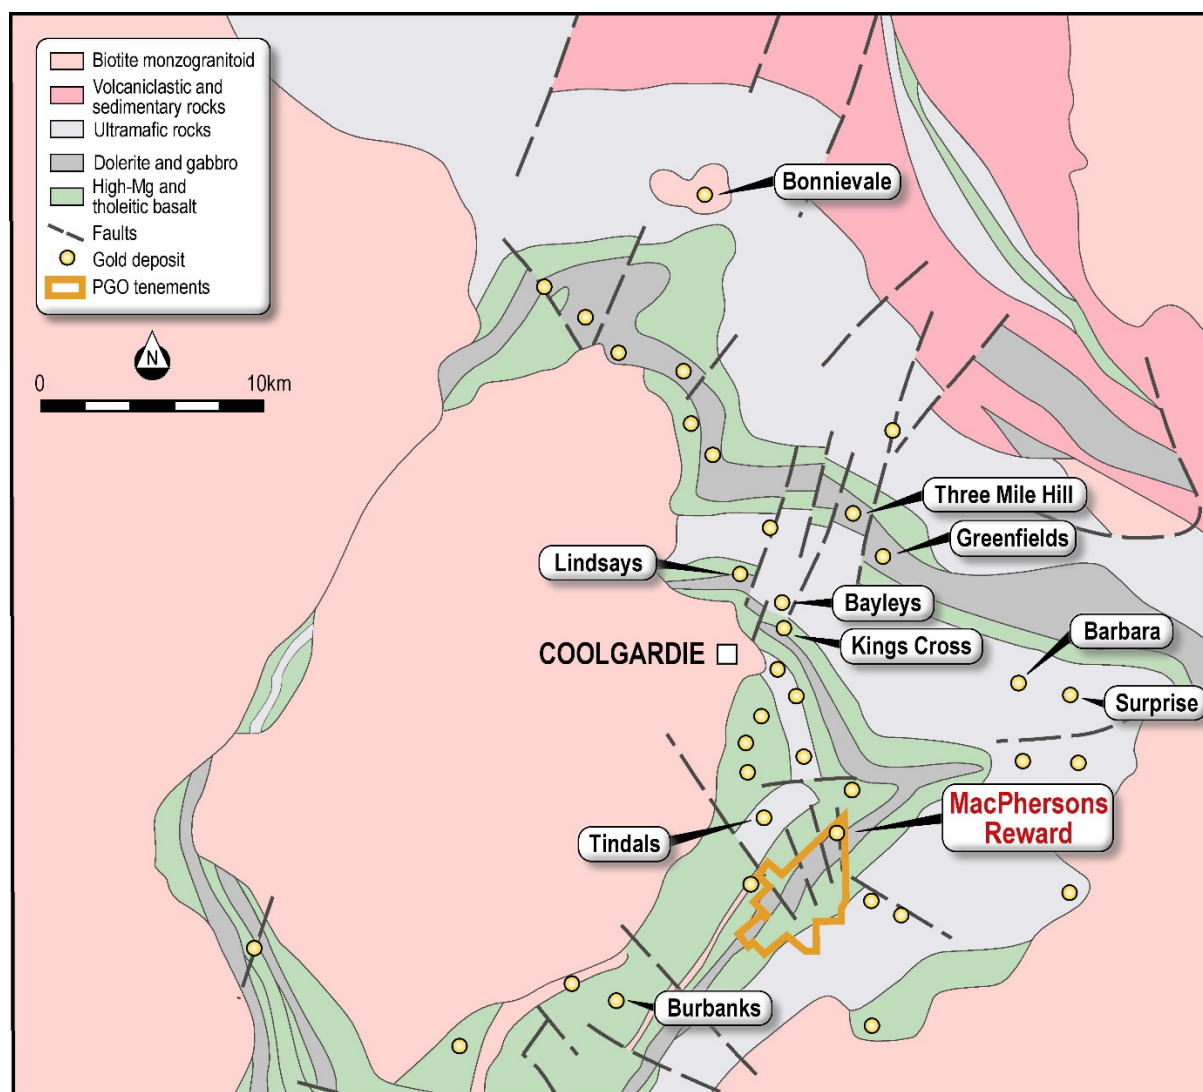 Biotite monzogranitoid
Volcaniclastic and
sedimentary rocks
Ultramafic rocks
Dolerite and gabbro
High-Mg and
tholeitic basalt
Faults
Gold deposit
PGO tenements
N
0 10km
Bonnievale
Three Mile Hill
Greenfields
Lindsays
Bayleys
Kings Cross
COOLGARDIE
Barbara
Surprise
MacPhersons
Reward
Tindals
Burbanks